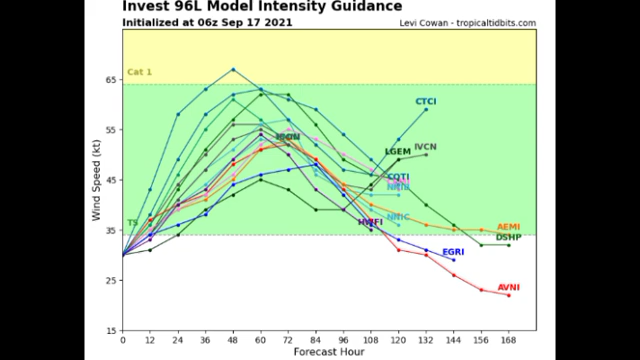 Invest 96L Model Intensity Guidance
Initialized at 06z Sep 17 2021
Levi Cowan - tropicaltidbits.com
Wind Speed (kt)
65
55
45
35
25
15
Cat 1
TS
CTCI
LGEM
IVCN
COTI
HWFI
AEMI
DSHP
EGRI
AVNI
0 12 24 36 48 60 72 84 96 108 120 132 144 156 168
Forecast Hour